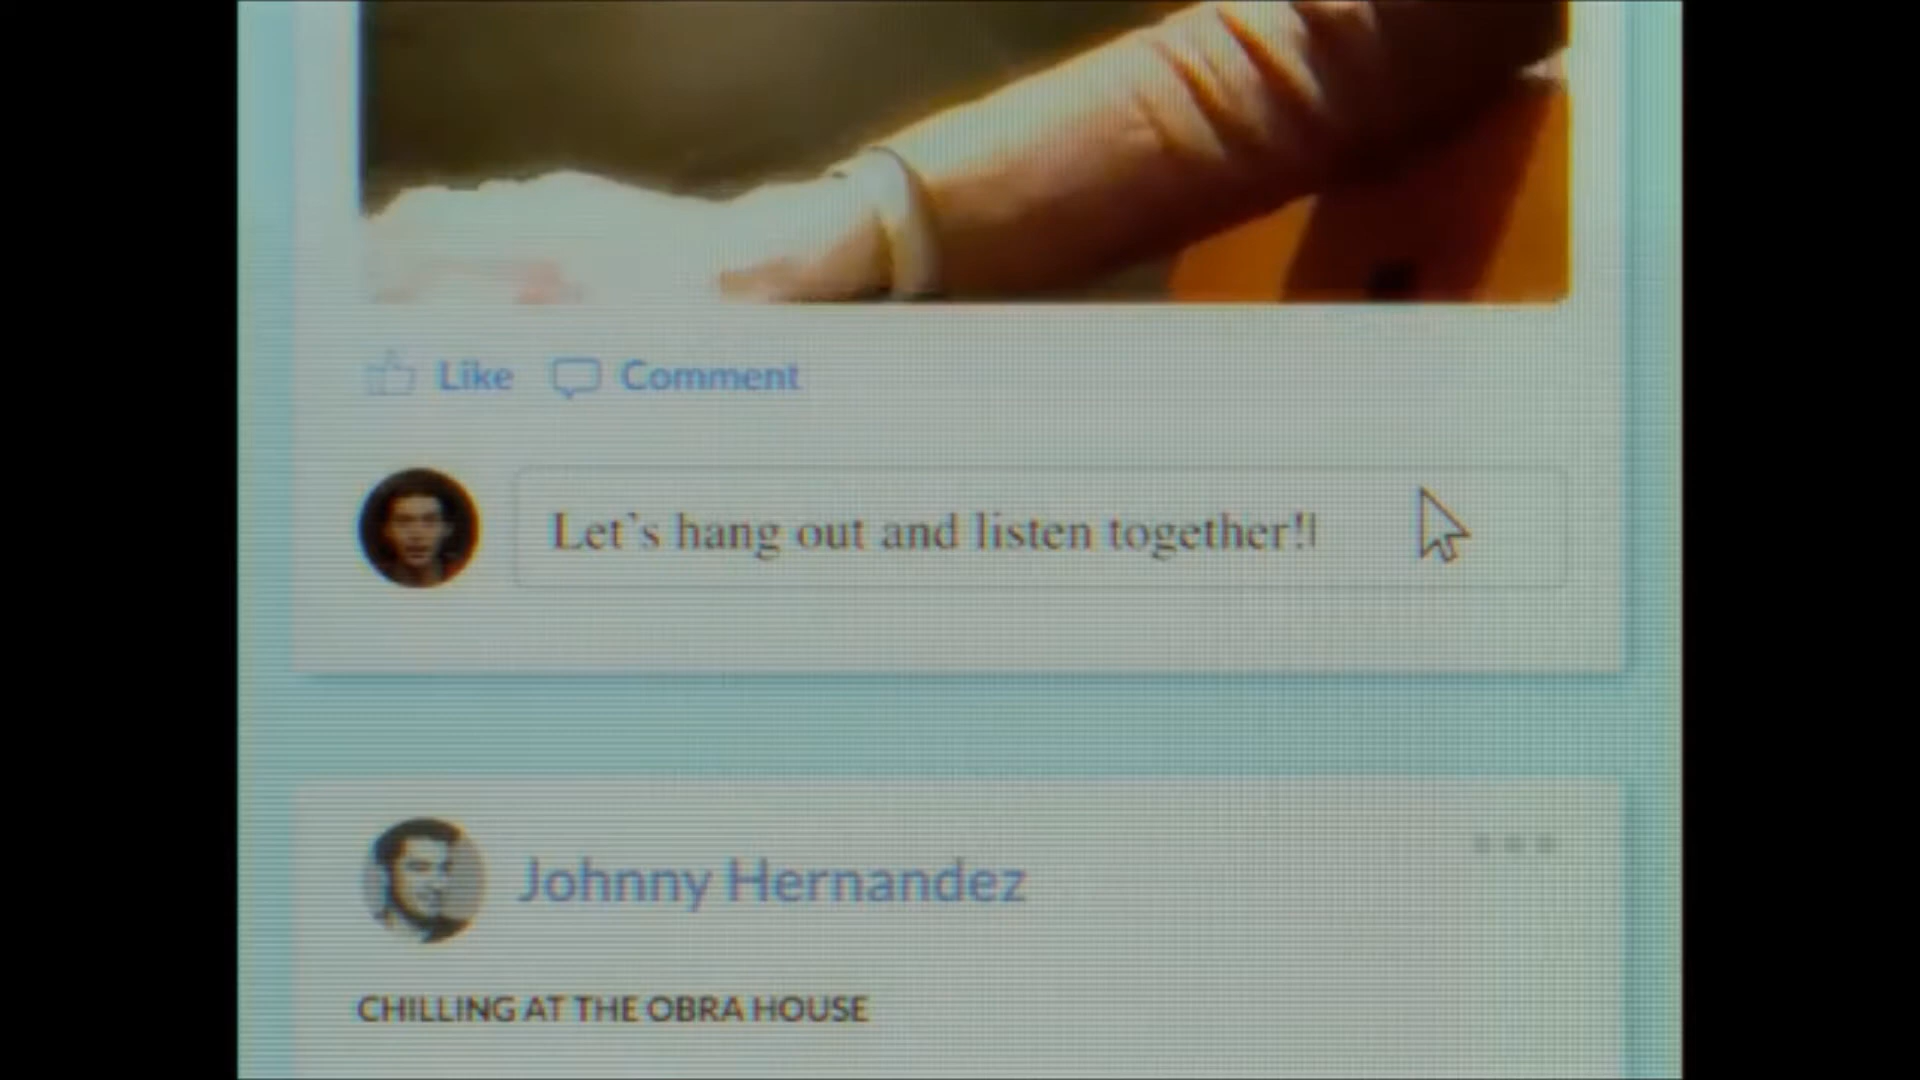 Like Comment
Let's hang out and listen together!
Johnny Hernandez
CHILLING AT THE OBRA HOUSE